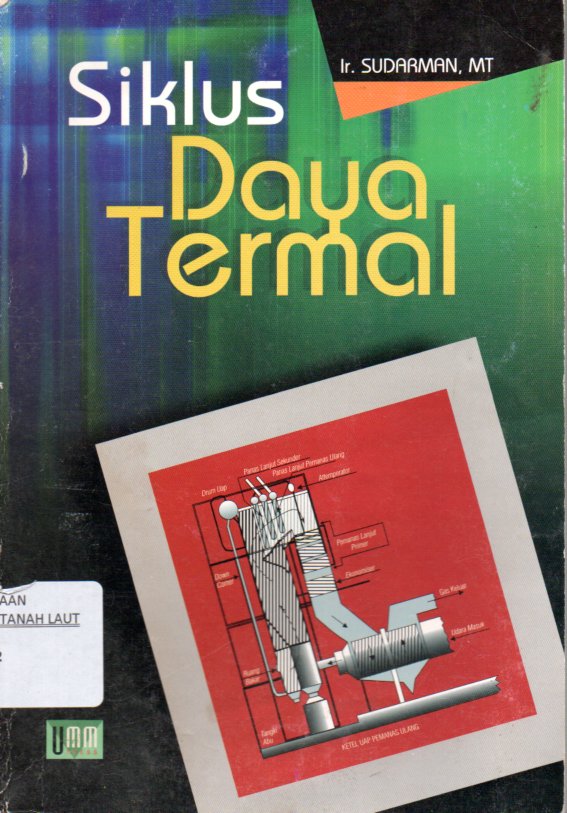 Ir. SUDARMAN, MT
Siklus
Daya
Termal
Panas Lanjut Sekunder
Panas Lanjut Pemanas Ulang
Attemperator
Drum Uap
Pemanas Lanjut
Primer
Down
Comer
Ekonomiser
Gas Keluar
Udara Masuk
Ruang
Bakar
Tangki
Abu
KETEL UAP PEMANAS ULANG
AAN
TANAH LAUT
UMM